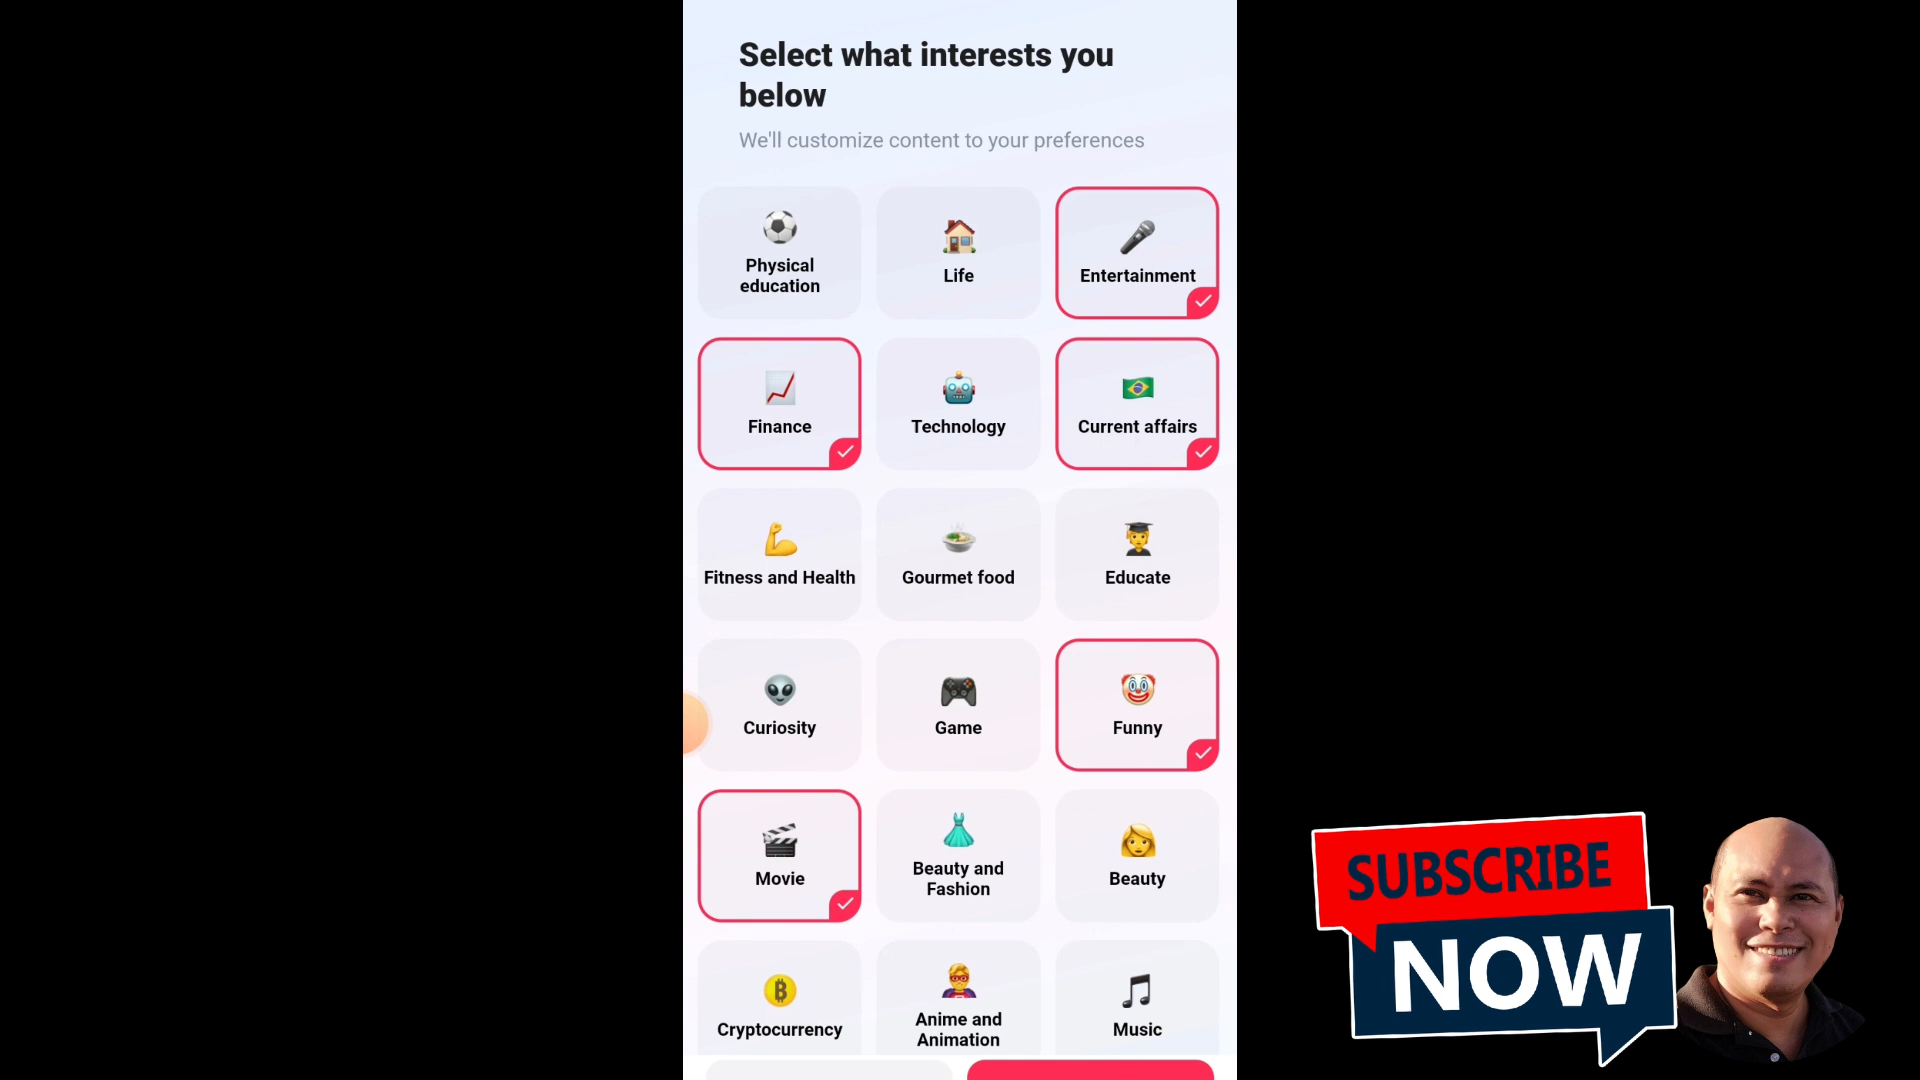 Select what interests you
below
We'll customize content to your preferences
Physical
education
Life
Entertainment
Finance
Technology
Current affairs
Fitness and Health
Gourmet food
Educate
Curiosity
Game
Funny
Movie
Beauty and
Fashion
Beauty
Cryptocurrency
Anime and
Animation
Music
SUBSCRIBE
NOW